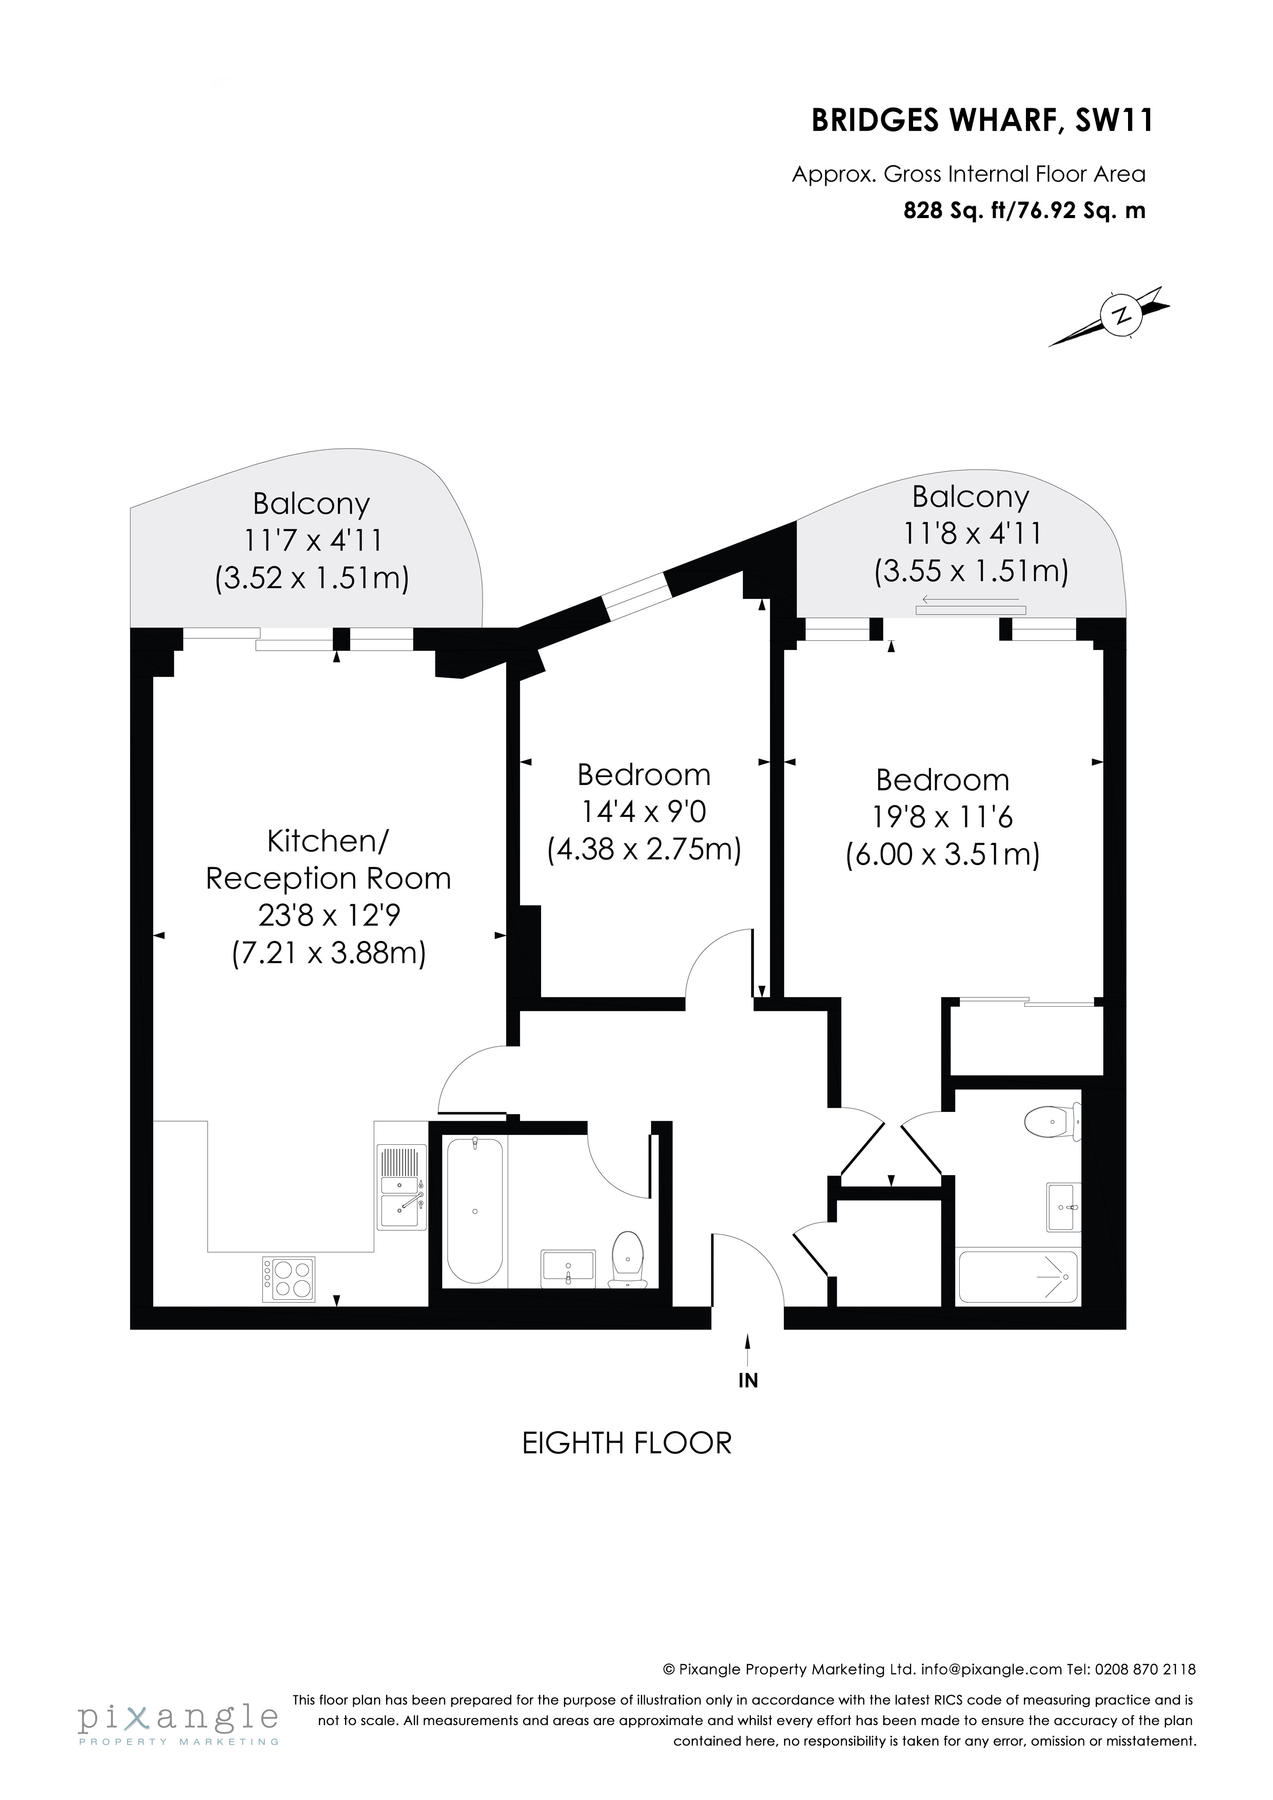 BRIDGES WHARF, SW11
Approx. Gross Internal Floor Area
828 Sq. ft/76.92 Sq. m
N
Balcony
11'7 x 4'11
(3.52 x 1.51m)
Balcony
11'8 x 4'11
(3.55 x 1.51m)
Bedroom
14'4 x 9'0
(4.38 x 2.75m)
Bedroom
19'8 x 11'6
(6.00 x 3.51m)
Kitchen/
Reception Room
23'8 x 12'9
(7.21 x 3.88m)
IN
EIGHTH FLOOR
© Pixangle Property Marketing Ltd. info@pixangle.com Tel: 0208 870 2118
pixangle
PROPERTY MARKETING
This floor plan has been prepared for the purpose of illustration only in accordance with the latest RICS code of measuring practice and is
not to scale. All measurements and areas are approximate and whilst every effort has been made to ensure the accuracy of the plan
contained here, no responsibility is taken for any error, omission or misstatement.